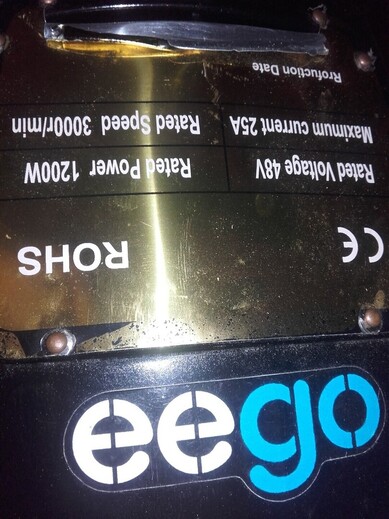 CE ROHS
Rated Voltage 48V Rated Power 1200W
Maximum current 25A Rated Speed 3000r/min
Rrofuction Date
eego